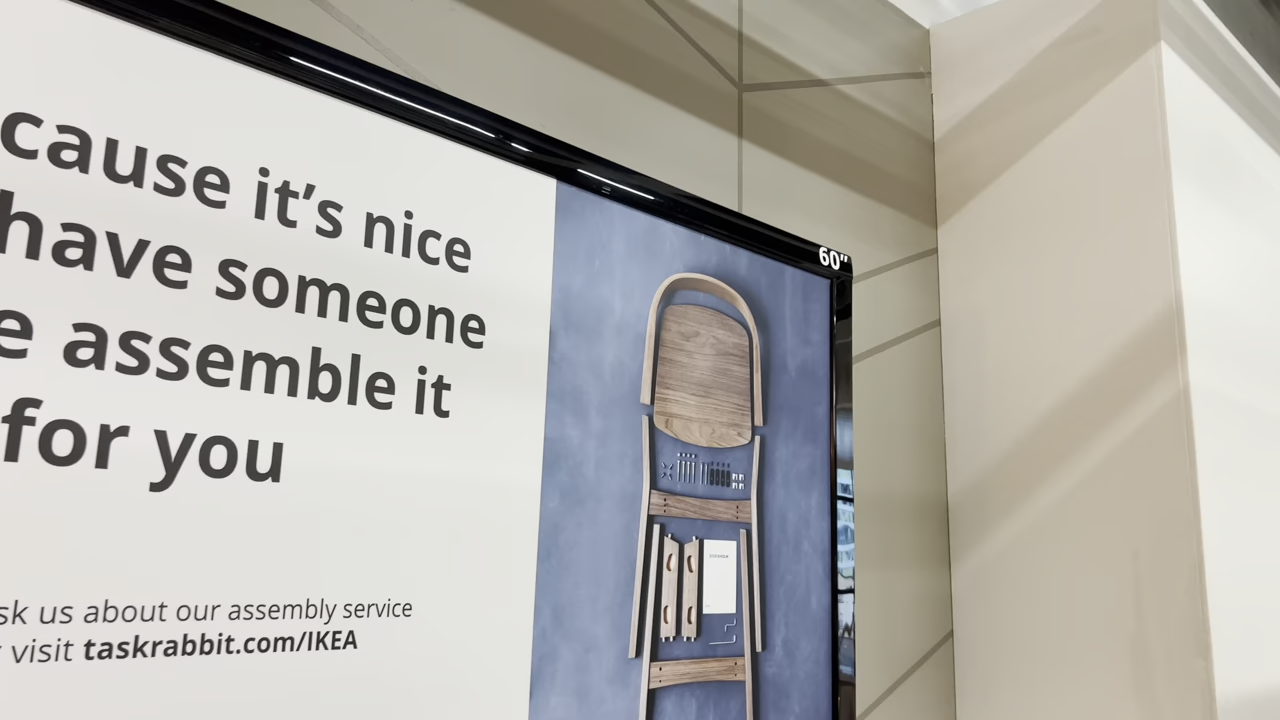 cause it's nice
have someone
e assemble it
for you
sk us about our assembly service
visit taskrabbit.com/IKEA
60"